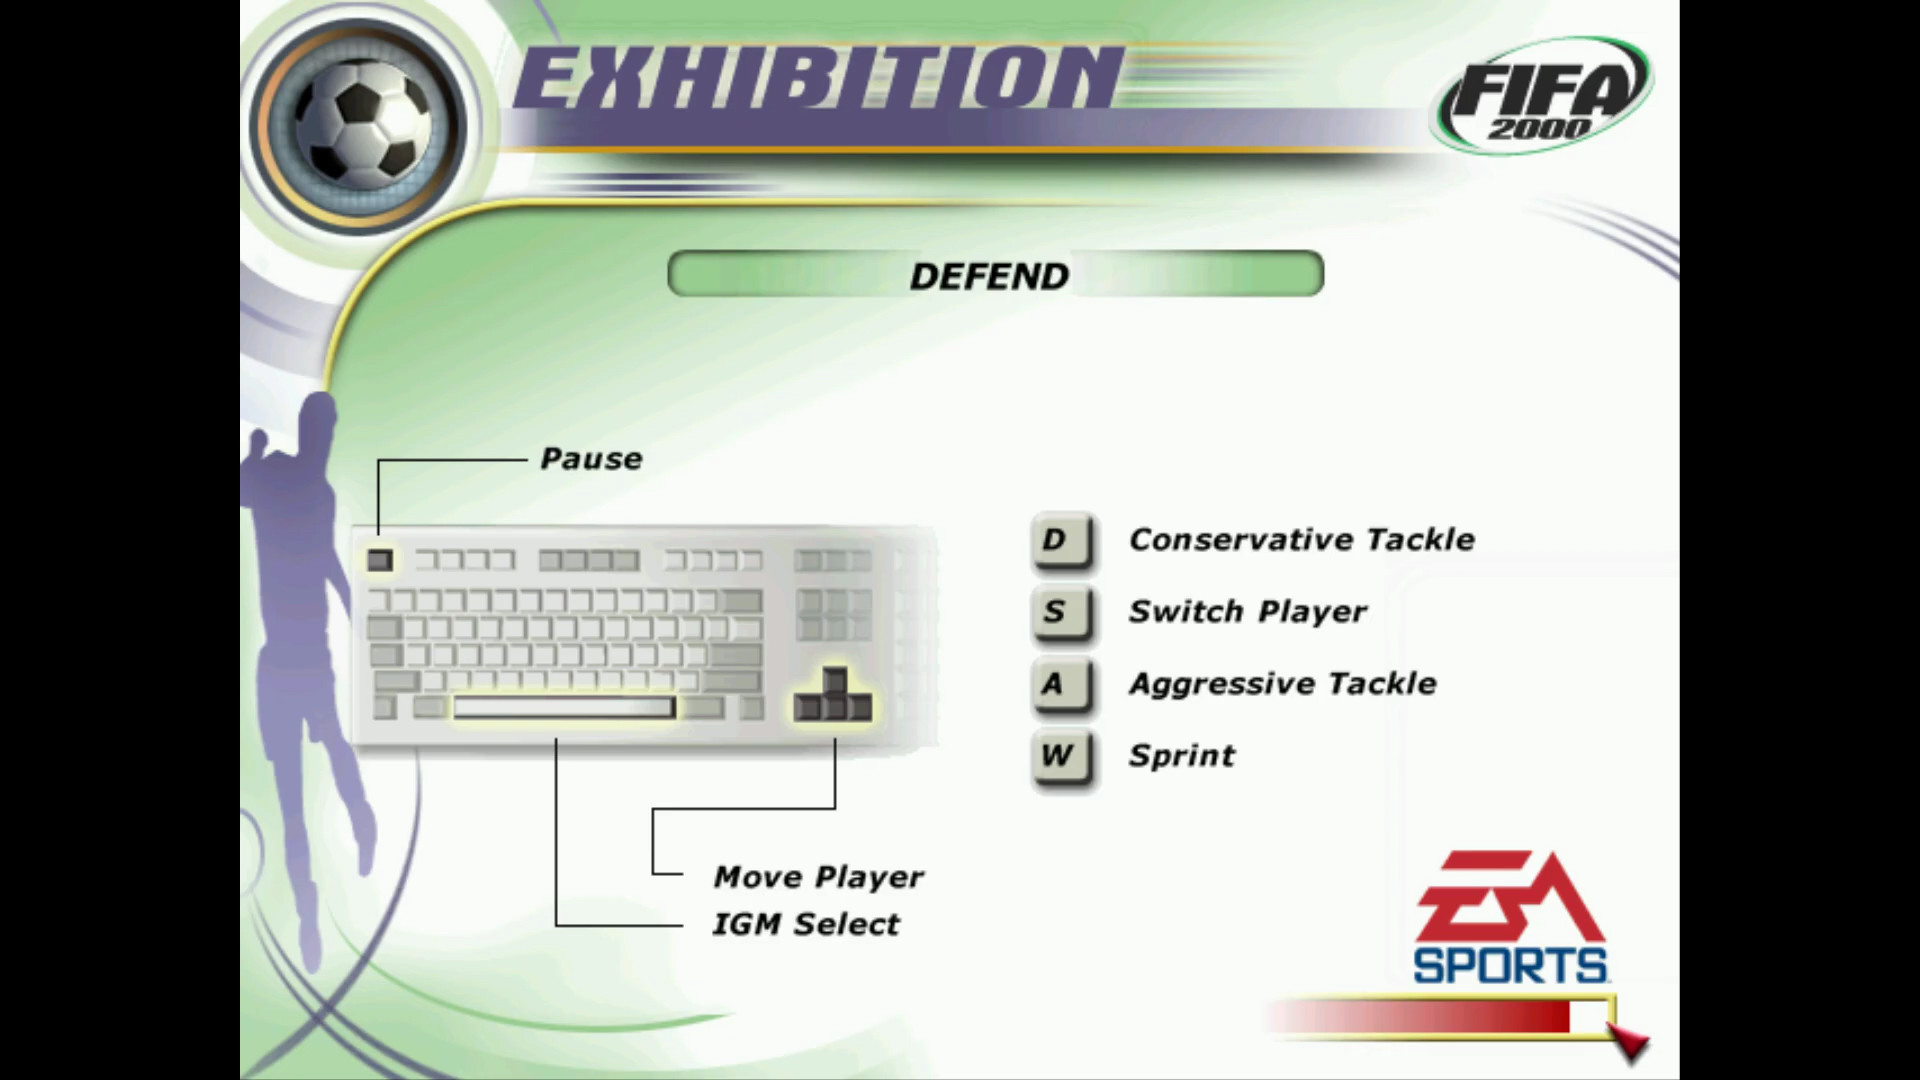 EXHIBITION
FIFA
2000
DEFEND
Pause
D Conservative Tackle
S Switch Player
A Aggressive Tackle
W Sprint
Move Player
IGM Select
EA
SPORTS